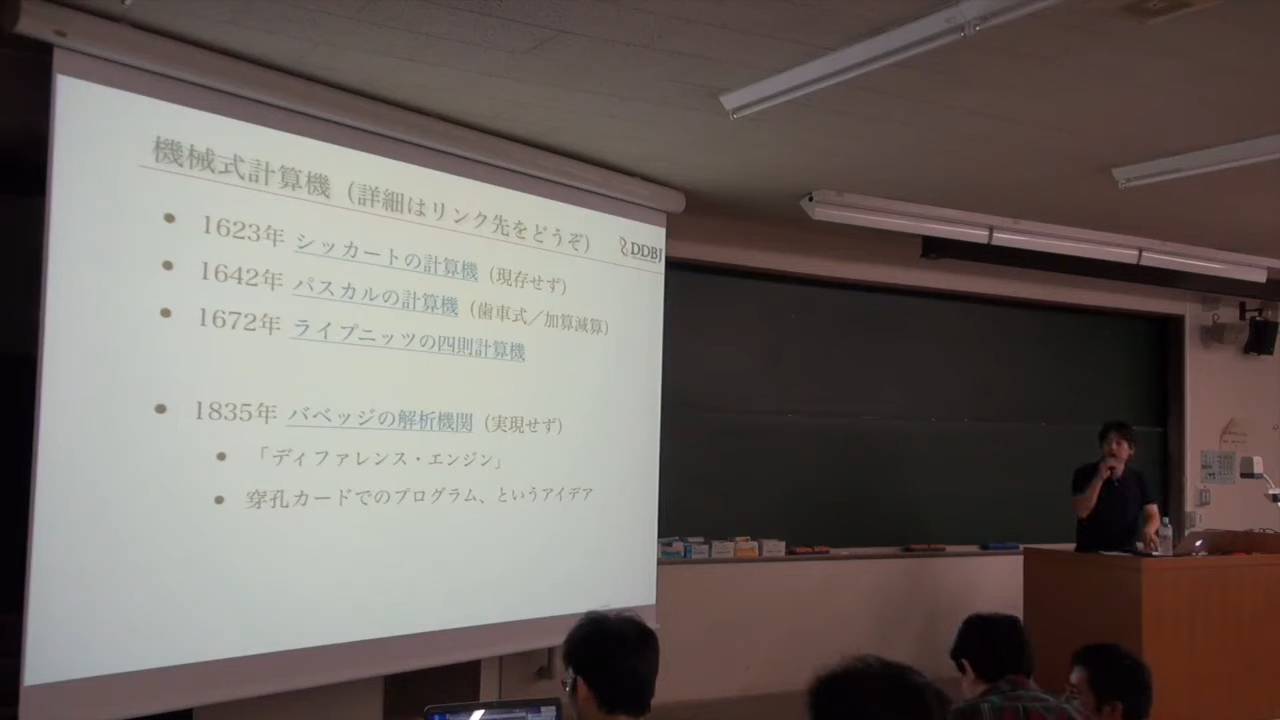 機械式計算機（詳細はリンク先をどうぞ）
DDBJ
• 1623年 シッカートの計算機（現存せず）
• 1642年 パスカルの計算機（歯車式／加算減算）
• 1672年 ライプニッツの四則計算機
• 1835年 バベッジの解析機関（実現せず）
• 「ディファレンス・エンジン」
• 穿孔カードでのプログラム、というアイデア